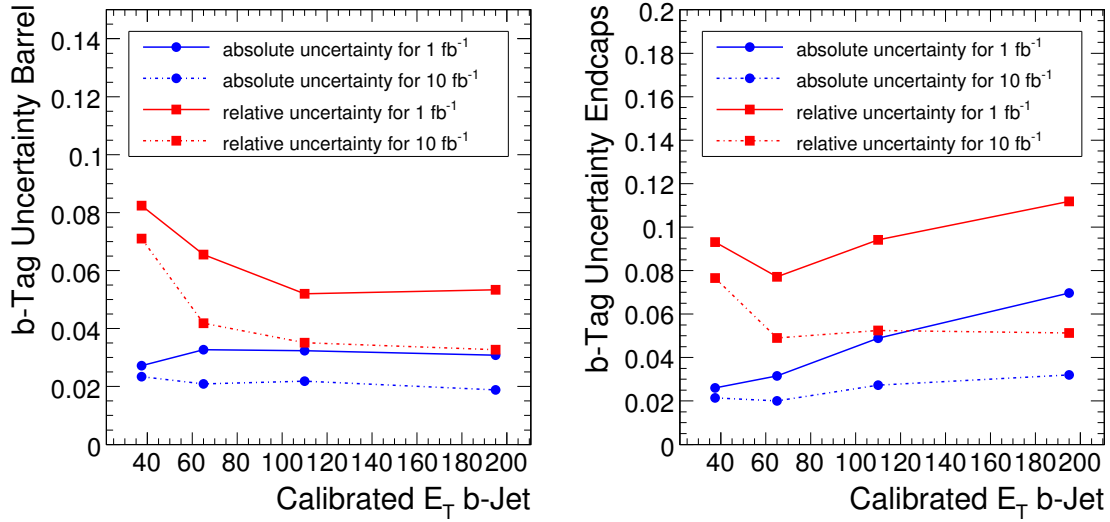 b-Tag Uncertainty Barrel
0.14
0.12
0.1
0.08
0.06
0.04
0.02
0
absolute uncertainty for 1 fb⁻¹
absolute uncertainty for 10 fb⁻¹
relative uncertainty for 1 fb⁻¹
relative uncertainty for 10 fb⁻¹
40 60 80 100 120 140 160 180 200
Calibrated E_T b-Jet
b-Tag Uncertainty Endcaps
0.2
0.18
0.16
0.14
0.12
0.1
0.08
0.06
0.04
0.02
0
absolute uncertainty for 1 fb⁻¹
absolute uncertainty for 10 fb⁻¹
relative uncertainty for 1 fb⁻¹
relative uncertainty for 10 fb⁻¹
40 60 80 100 120 140 160 180 200
Calibrated E_T b-Jet